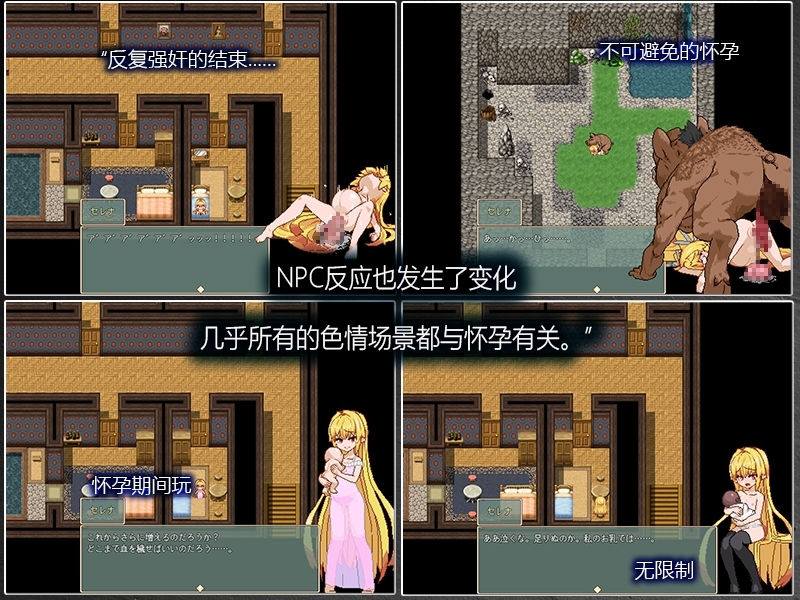 “反复强奸的结束……
不可避免的怀孕
セレナ
ア゛ア゛ア゛ア゛ア゛ア゛ッッッ！！！！！
セレナ
あっ…かっ…ひっ……。
NPC反应也发生了变化
几乎所有的色情场景都与怀孕有关。”
怀孕期间玩
セレナ
これからさらに増えるのだろうか？
どこまで血を穢せばいいのだろう……。
セレナ
ああ泣くな。足りぬのか。私のお乳では……。
无限制